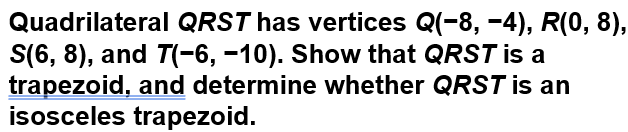 Quadrilateral QRST has vertices Q(−8, −4), R(0, 8),
S(6, 8), and T(−6, −10). Show that QRST is a
trapezoid, and determine whether QRST is an
isosceles trapezoid.